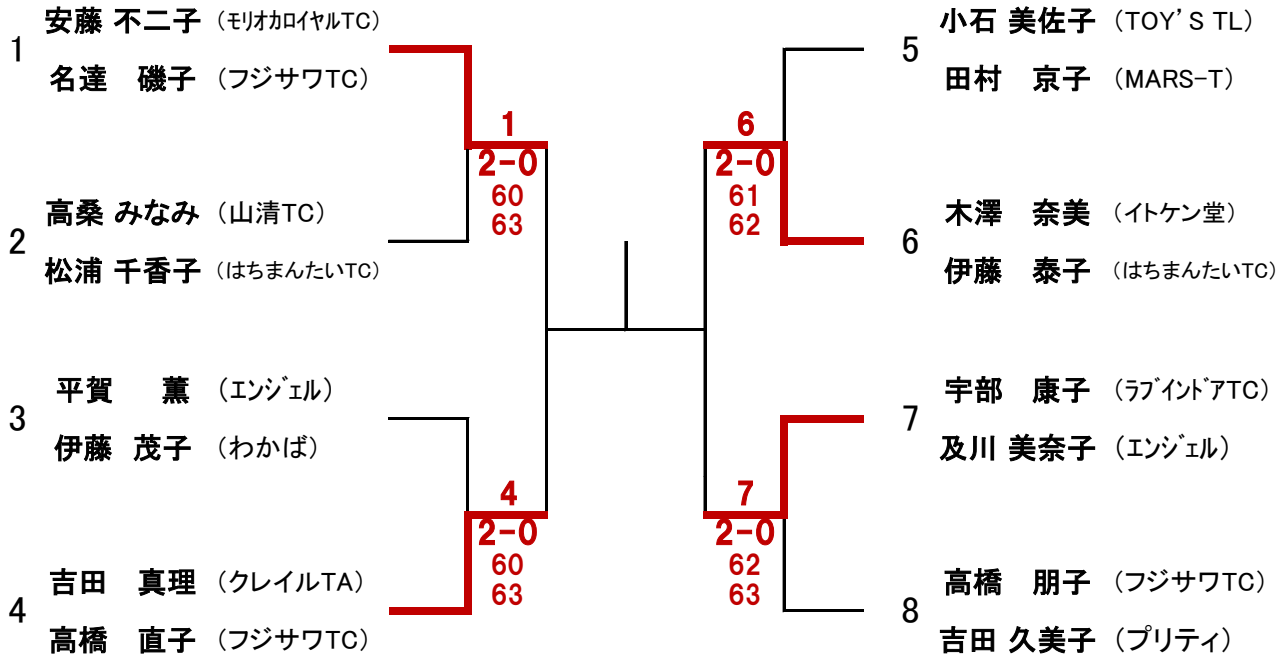 1
安藤 不二子 (ﾓﾘｵｶﾛｲﾔﾙTC)
名達　磯子 (フジサワTC)
2
高桑 みなみ (山清TC)
松浦 千香子 (はちまんたいTC)
3
平賀　　薫 (エンジェル)
伊藤　茂子 (わかば)
4
吉田　真理 (クレイルTA)
高橋　直子 (フジサワTC)
1
2-0
60
63
4
2-0
60
63
6
2-0
61
62
7
2-0
62
63
5
小石 美佐子 (TOY'S TL)
田村　京子 (MARS-T)
6
木澤　奈美 (イトケン堂)
伊藤　泰子 (はちまんたいTC)
7
宇部　康子 (ﾗﾌﾞｲﾝﾄﾞｱTC)
及川 美奈子 (エンジェル)
8
高橋　朋子 (フジサワTC)
吉田 久美子 (プリティ)